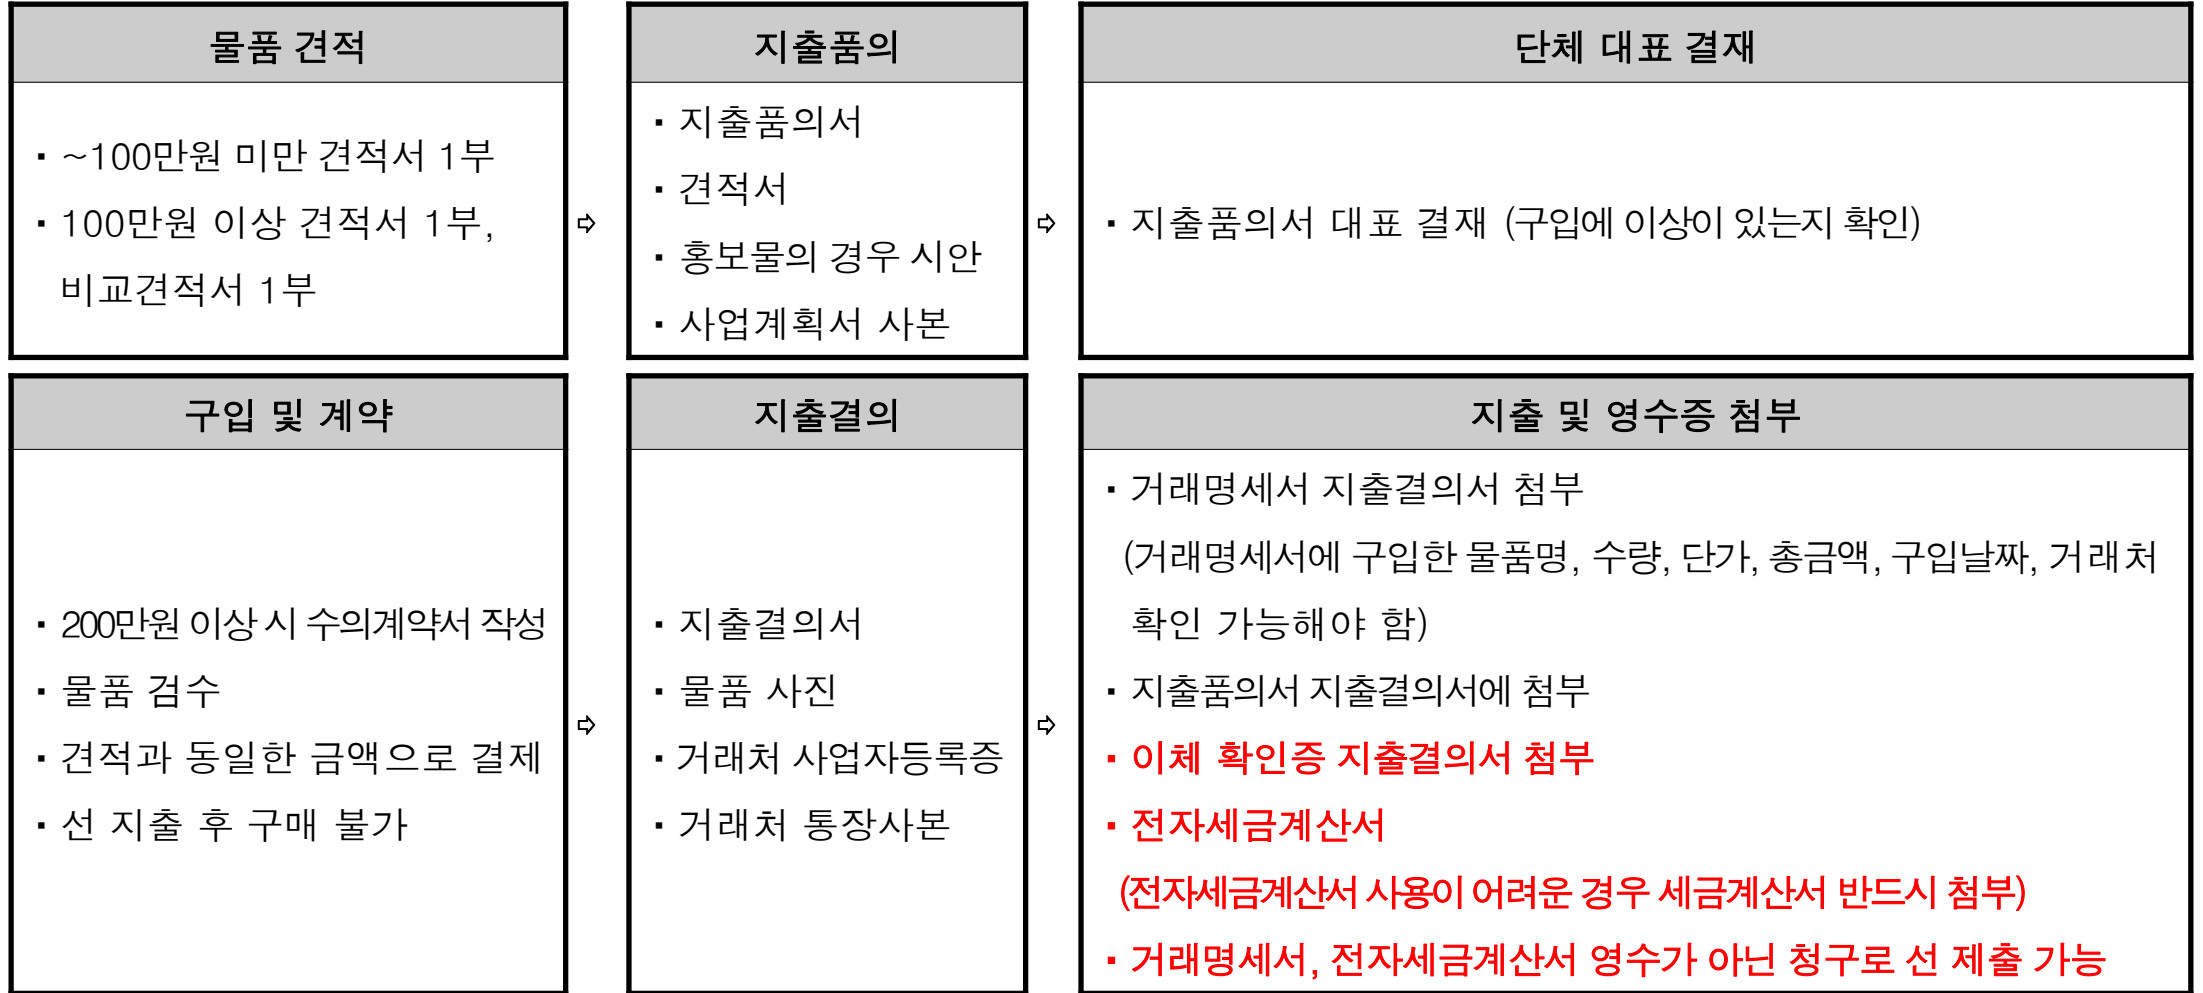 물품 견적
▪ ~100만원 미만 견적서 1부
▪ 100만원 이상 견적서 1부,
비교견적서 1부
⇨
지출품의
▪ 지출품의서
▪ 견적서
▪ 홍보물의 경우 시안
▪ 사업계획서 사본
⇨
단체 대표 결재
▪ 지출품의서 대표 결재 (구입에 이상이 있는지 확인)
구입 및 계약
▪ 200만원 이상 시 수의계약서 작성
▪ 물품 검수
▪ 견적과 동일한 금액으로 결제
▪ 선 지출 후 구매 불가
⇨
지출결의
▪ 지출결의서
▪ 물품 사진
▪ 거래처 사업자등록증
▪ 거래처 통장사본
⇨
지출 및 영수증 첨부
▪ 거래명세서 지출결의서 첨부
(거래명세서에 구입한 물품명, 수량, 단가, 총금액, 구입날짜, 거래처
확인 가능해야 함)
▪ 지출품의서 지출결의서에 첨부
▪ 이체 확인증 지출결의서 첨부
▪ 전자세금계산서
(전자세금계산서 사용이 어려운 경우 세금계산서 반드시 첨부)
▪ 거래명세서, 전자세금계산서 영수가 아닌 청구로 선 제출 가능